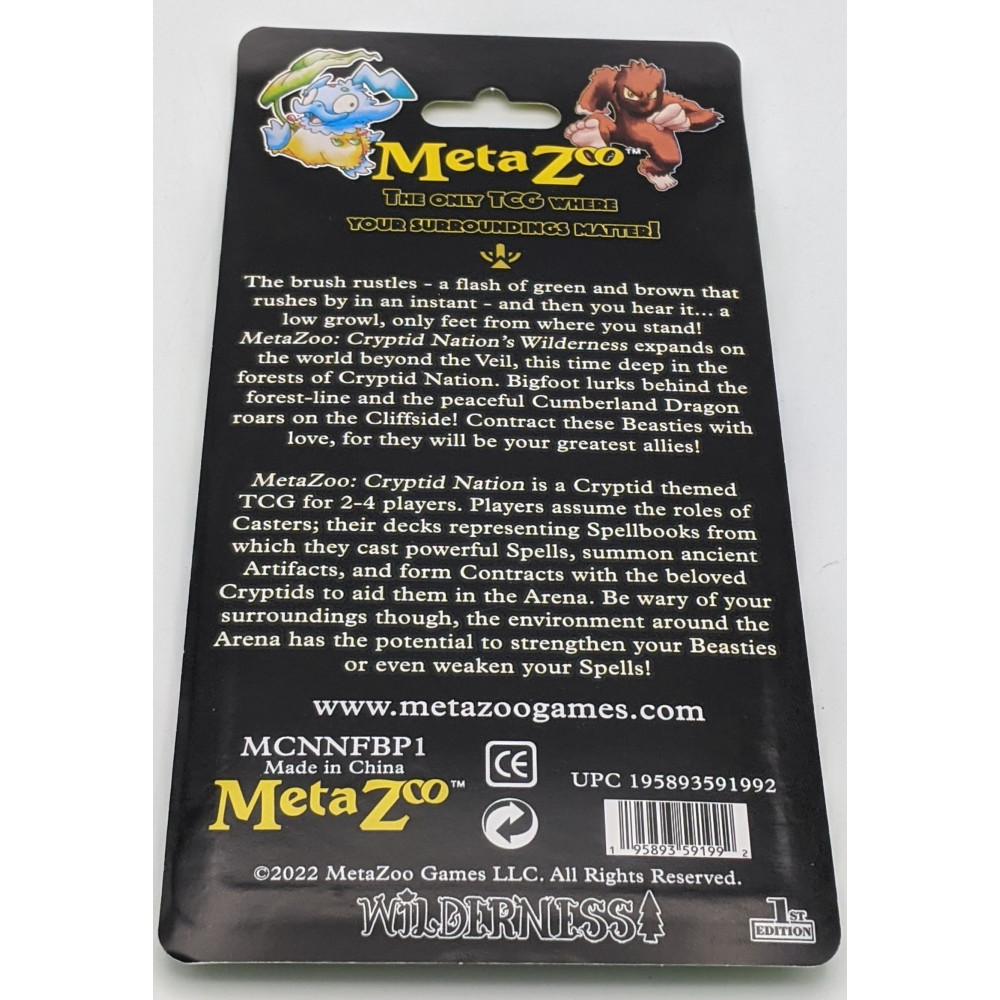 MetaZoo™
THE ONLY TCG WHERE
YOUR SURROUNDINGS MATTER!
The brush rustles - a flash of green and brown that
rushes by in an instant - and then you hear it... a
low growl, only feet from where you stand!
MetaZoo: Cryptid Nation's Wilderness expands on
the world beyond the Veil, this time deep in the
forests of Cryptid Nation. Bigfoot lurks behind the
forest-line and the peaceful Cumberland Dragon
roars on the Cliffside! Contract these Beasties with
love, for they will be your greatest allies!
MetaZoo: Cryptid Nation is a Cryptid themed
TCG for 2-4 players. Players assume the roles of
Casters; their decks representing Spellbooks from
which they cast powerful Spells, summon ancient
Artifacts, and form Contracts with the beloved
Cryptids to aid them in the Arena. Be wary of your
surroundings though, the environment around the
Arena has the potential to strengthen your Beasties
or even weaken your Spells!
www.metazoogames.com
MCNNFBP1
Made in China
MetaZoo™
CE
UPC 195893591992
1 95893 59199 2
©2022 MetaZoo Games LLC. All Rights Reserved.
WILDERNESS
1ST
EDITION